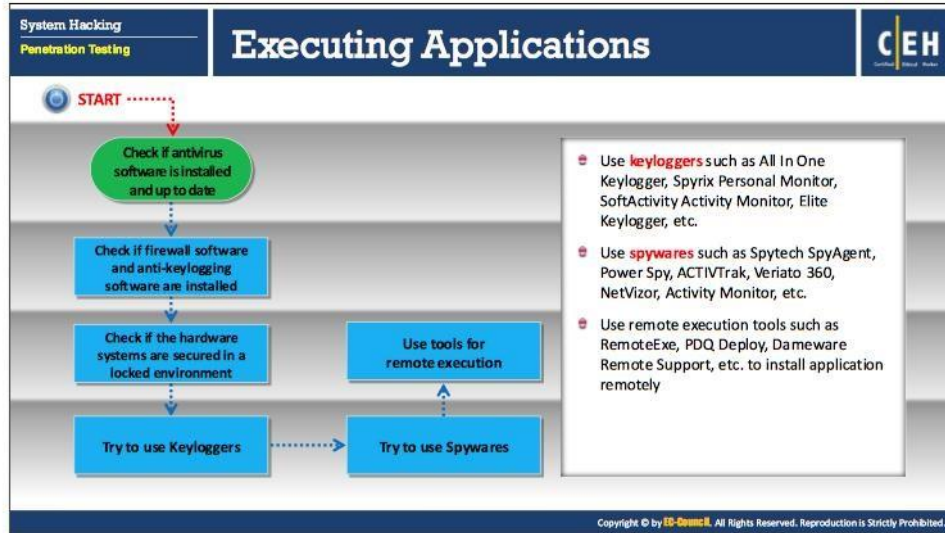 System Hacking
Penetration Testing
Executing Applications
C|EH
Certified Ethical Hacker
START
Check if antivirus
software is installed
and up to date
Check if firewall software
and anti-keylogging
software are installed
Check if the hardware
systems are secured in a
locked environment
Try to use Keyloggers
Try to use Spywares
Use tools for
remote execution
Use keyloggers such as All In One
Keylogger, Spyrix Personal Monitor,
SoftActivity Activity Monitor, Elite
Keylogger, etc.
Use spywares such as Spytech SpyAgent,
Power Spy, ACTIVTrak, Veriato 360,
NetVizor, Activity Monitor, etc.
Use remote execution tools such as
RemoteExe, PDQ Deploy, Dameware
Remote Support, etc. to install application
remotely
Copyright © by EC-Council. All Rights Reserved. Reproduction is Strictly Prohibited.